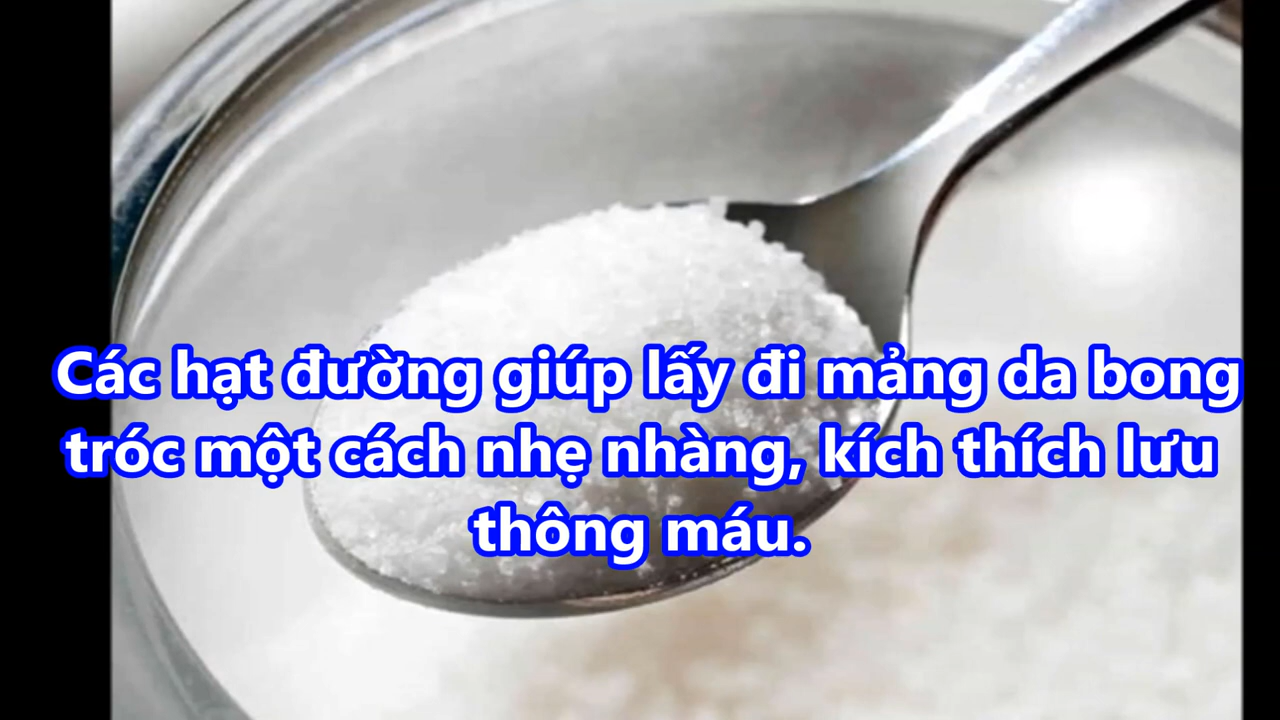 Các hạt đường giúp lấy đi mảng da bong
tróc một cách nhẹ nhàng, kích thích lưu
thông máu.